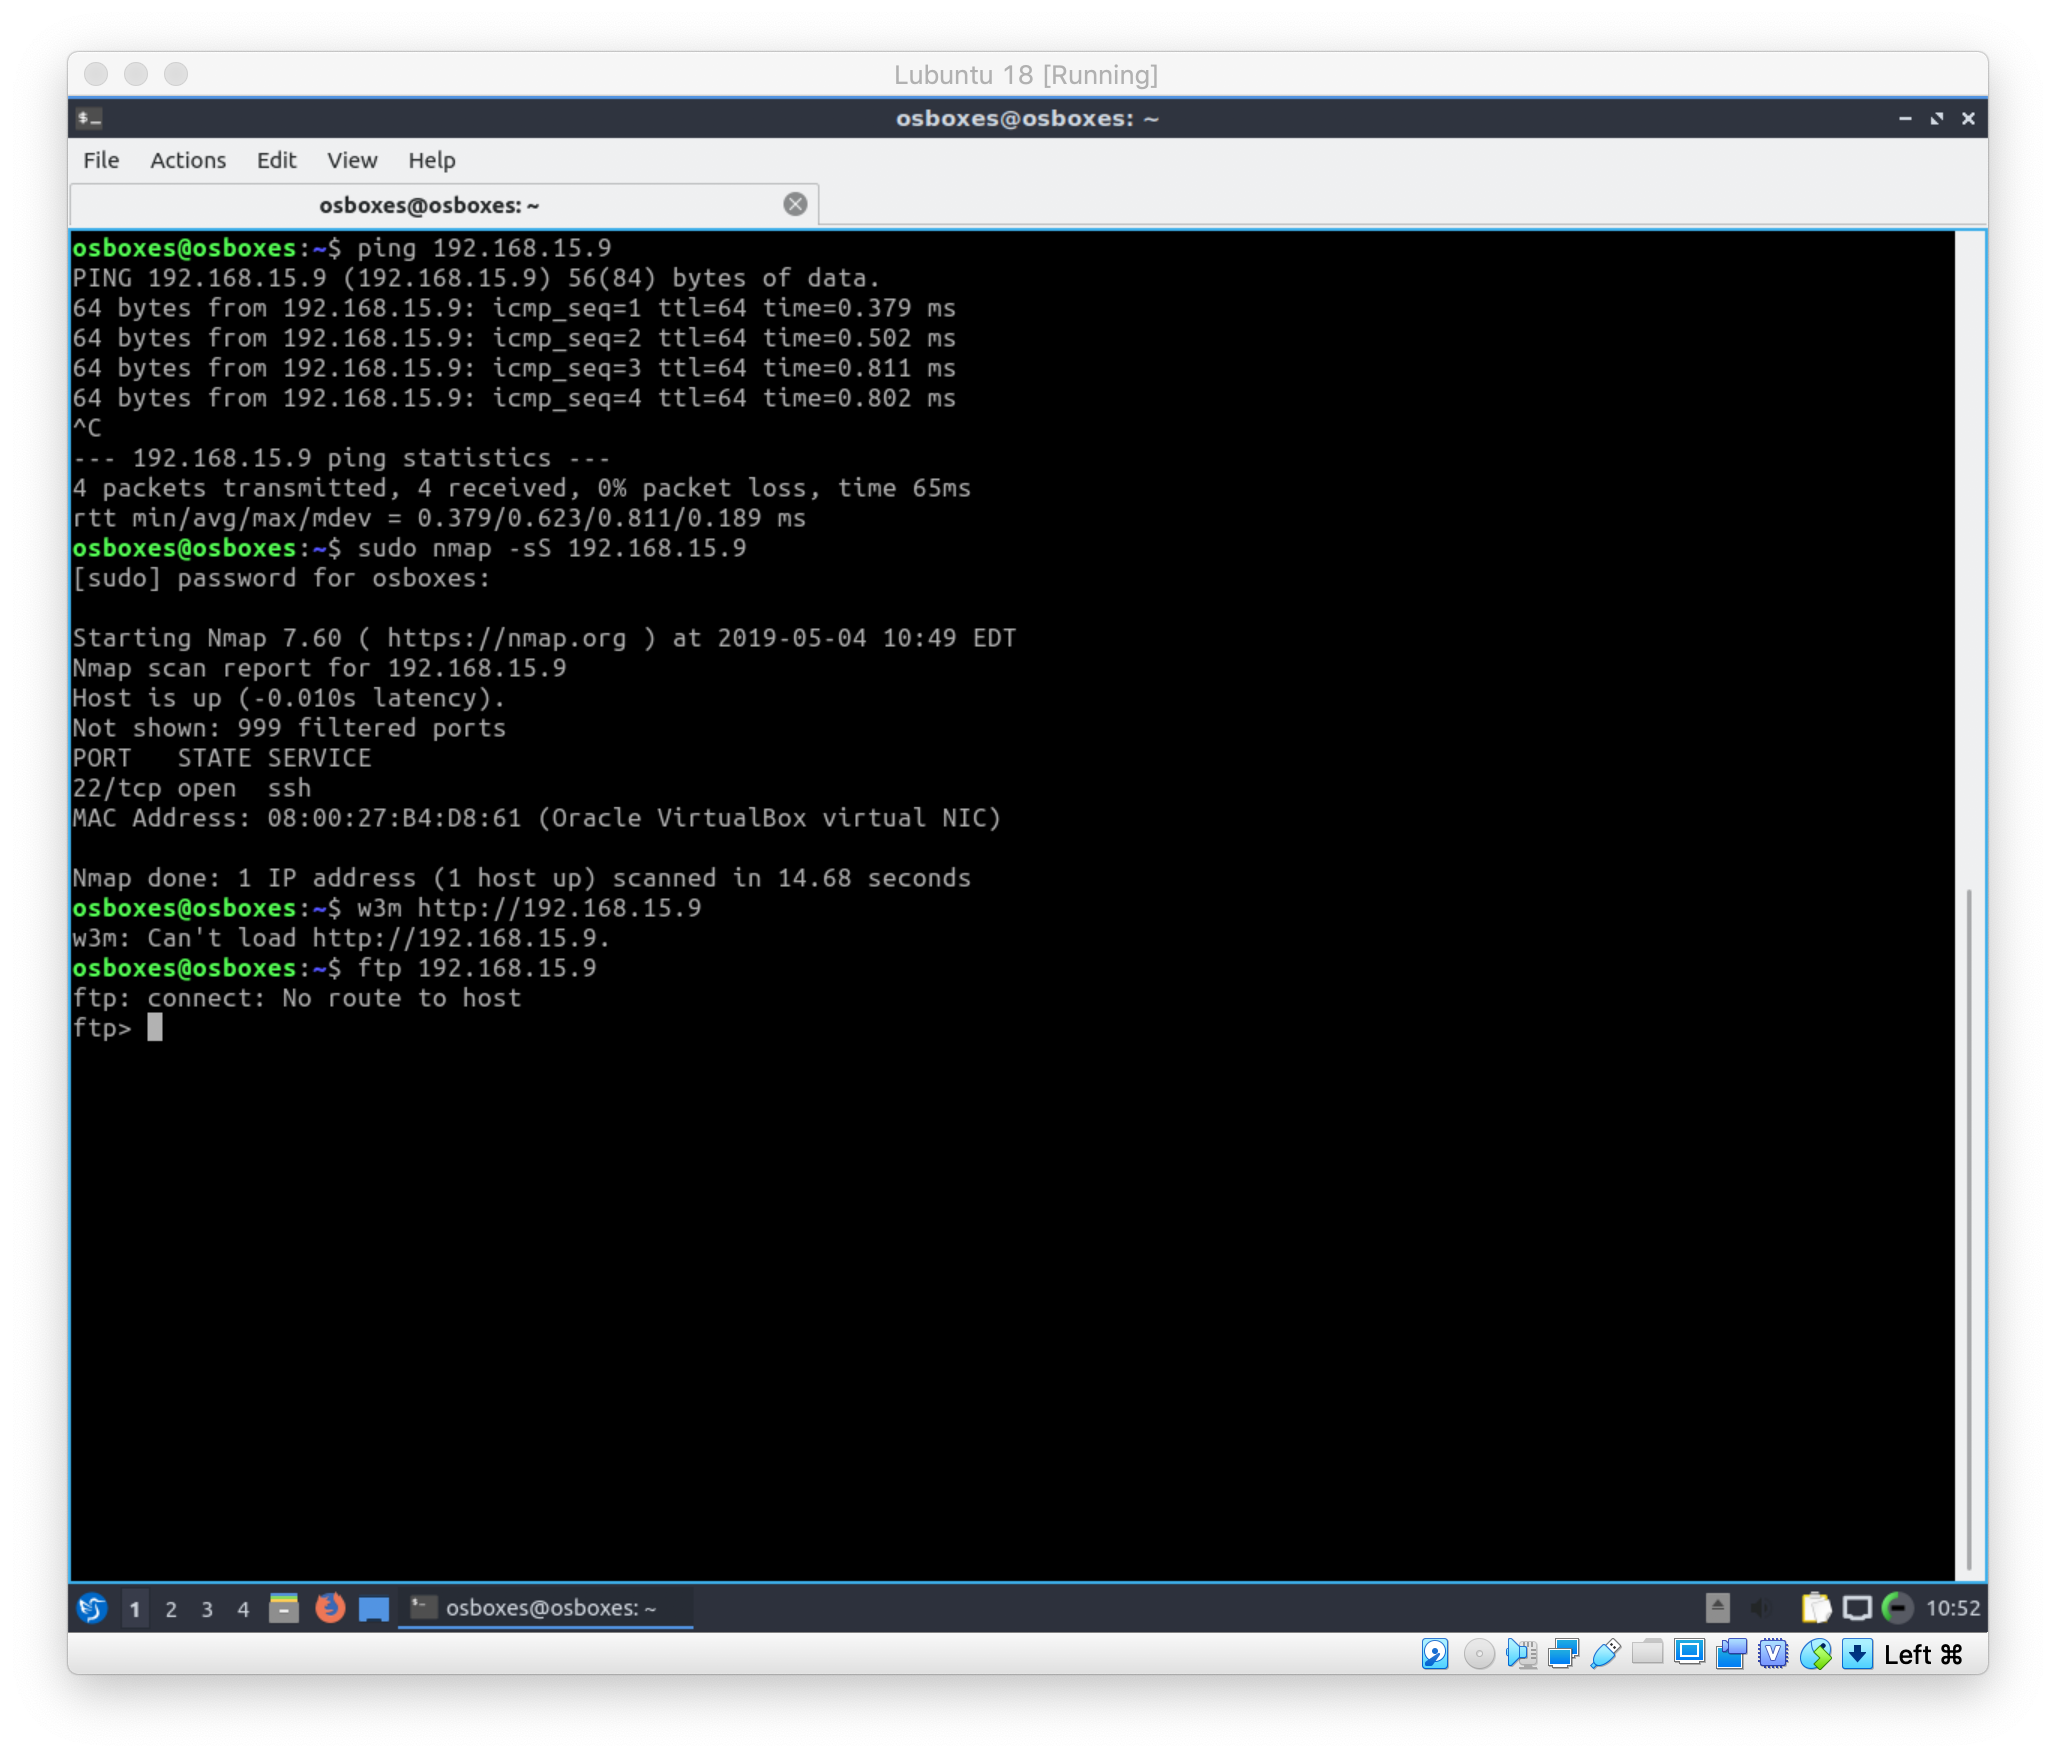 Lubuntu 18 [Running]
$_
osboxes@osboxes: ~
File Actions Edit View Help
osboxes@osboxes: ~
osboxes@osboxes:~$ ping 192.168.15.9
PING 192.168.15.9 (192.168.15.9) 56(84) bytes of data.
64 bytes from 192.168.15.9: icmp_seq=1 ttl=64 time=0.379 ms
64 bytes from 192.168.15.9: icmp_seq=2 ttl=64 time=0.502 ms
64 bytes from 192.168.15.9: icmp_seq=3 ttl=64 time=0.811 ms
64 bytes from 192.168.15.9: icmp_seq=4 ttl=64 time=0.802 ms
^C
--- 192.168.15.9 ping statistics ---
4 packets transmitted, 4 received, 0% packet loss, time 65ms
rtt min/avg/max/mdev = 0.379/0.623/0.811/0.189 ms
osboxes@osboxes:~$ sudo nmap -sS 192.168.15.9
[sudo] password for osboxes:
Starting Nmap 7.60 ( https://nmap.org ) at 2019-05-04 10:49 EDT
Nmap scan report for 192.168.15.9
Host is up (-0.010s latency).
Not shown: 999 filtered ports
PORT   STATE SERVICE
22/tcp open  ssh
MAC Address: 08:00:27:B4:D8:61 (Oracle VirtualBox virtual NIC)
Nmap done: 1 IP address (1 host up) scanned in 14.68 seconds
osboxes@osboxes:~$ w3m http://192.168.15.9
w3m: Can't load http://192.168.15.9.
osboxes@osboxes:~$ ftp 192.168.15.9
ftp: connect: No route to host
ftp>
1 2 3 4 osboxes@osboxes: ~ 10:52
V Left ⌘